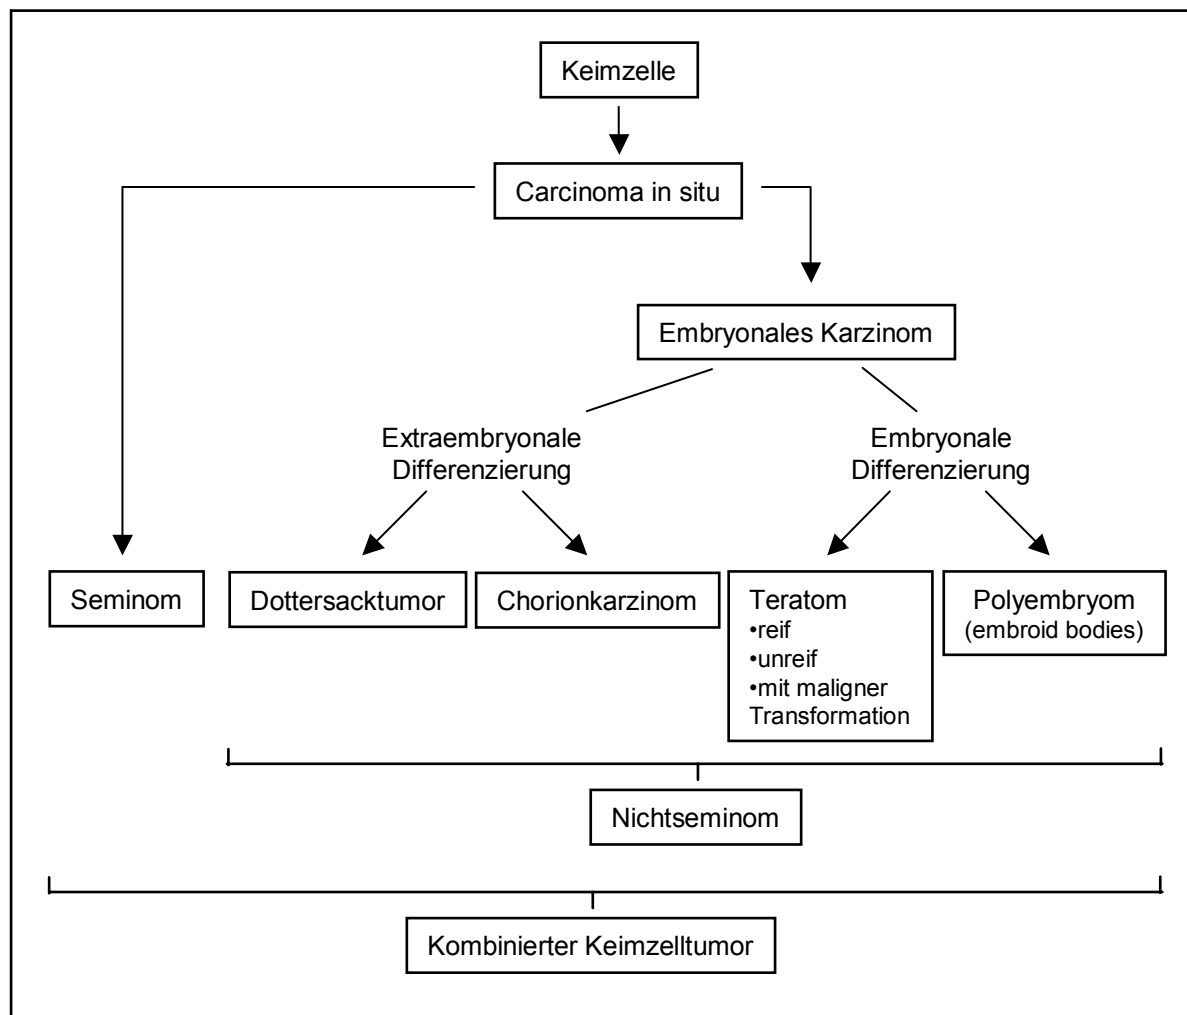 Keimzelle
Carcinoma in situ
Embryonales Karzinom
Extraembryonale
Differenzierung
Embryonale
Differenzierung
Seminom
Dottersacktumor
Chorionkarzinom
Teratom
•reif
•unreif
•mit maligner
Transformation
Polyembryom
(embroid bodies)
Nichtseminom
Kombinierter Keimzelltumor